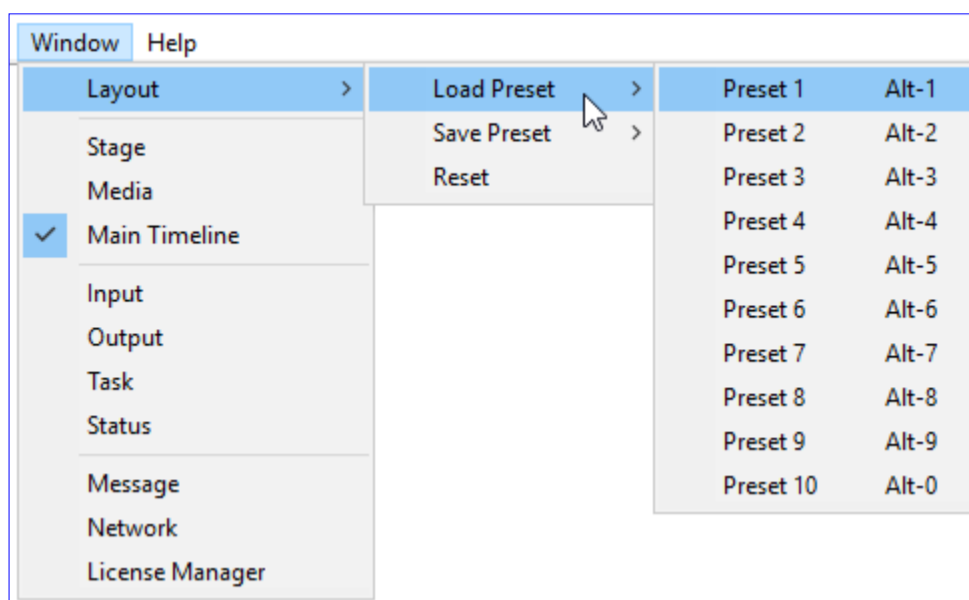 Window Help
Layout
Stage
Media
Main Timeline
Input
Output
Task
Status
Message
Network
License Manager
Load Preset
Save Preset
Reset
Preset 1 Alt-1
Preset 2 Alt-2
Preset 3 Alt-3
Preset 4 Alt-4
Preset 5 Alt-5
Preset 6 Alt-6
Preset 7 Alt-7
Preset 8 Alt-8
Preset 9 Alt-9
Preset 10 Alt-0